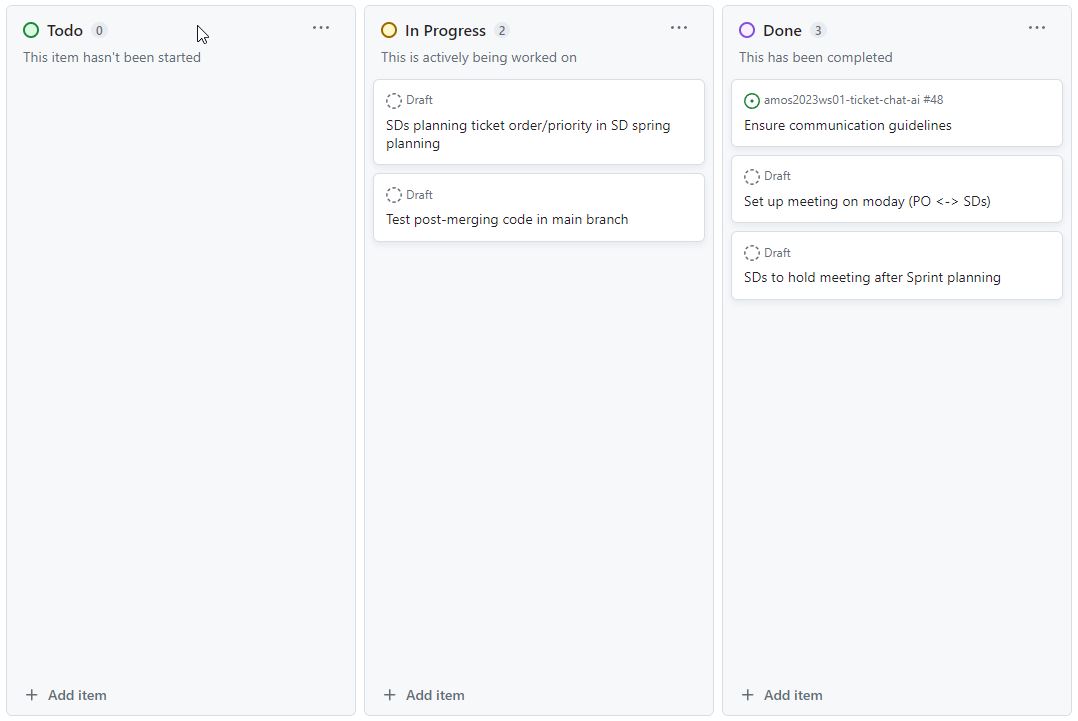 Todo 0
This item hasn't been started
Add item
In Progress 2
This is actively being worked on
Draft
SDs planning ticket order/priority in SD spring
planning
Draft
Test post-merging code in main branch
Add item
Done 3
This has been completed
amos2023ws01-ticket-chat-ai #48
Ensure communication guidelines
Draft
Set up meeting on moday (PO <-> SDs)
Draft
SDs to hold meeting after Sprint planning
Add item